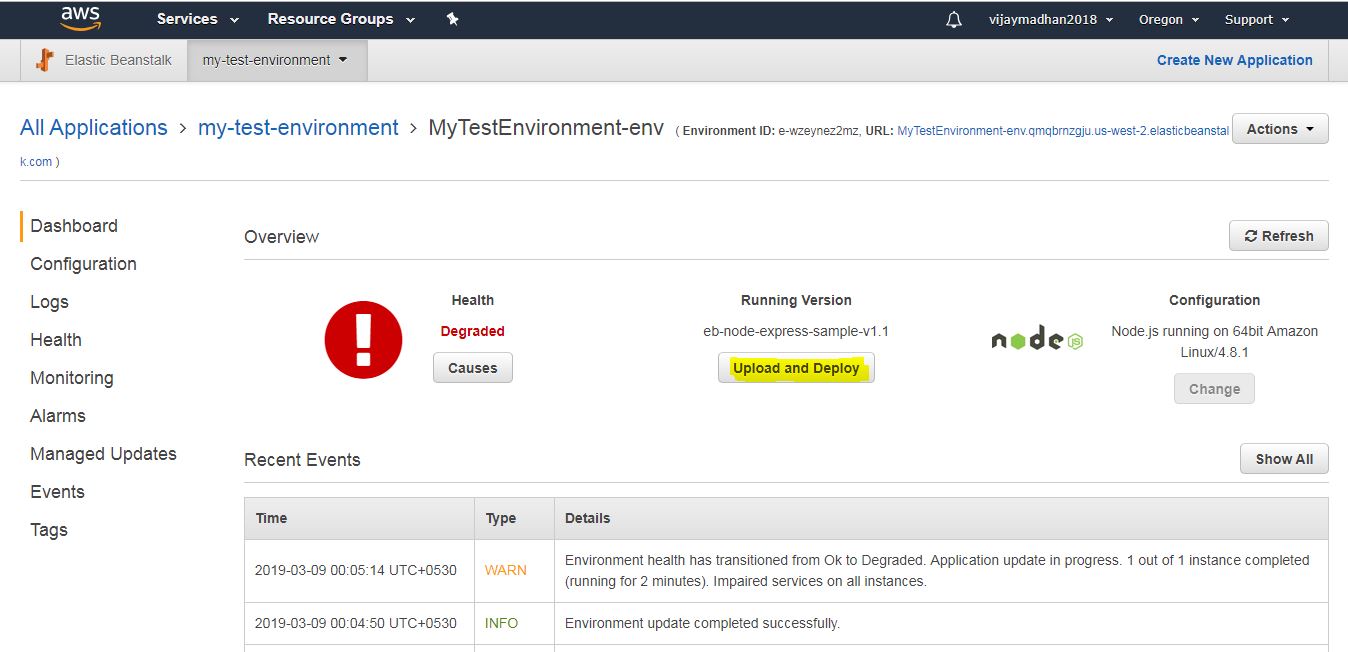 aws Services Resource Groups vijaymadhan2018 Oregon Support
Elastic Beanstalk my-test-environment Create New Application
All Applications > my-test-environment > MyTestEnvironment-env ( Environment ID: e-wzeynez2mz, URL: MyTestEnvironment-env.qmqbrnzgju.us-west-2.elasticbeanstal Actions
k.com )
Dashboard
Configuration
Logs
Health
Monitoring
Alarms
Managed Updates
Events
Tags
Overview Refresh
Health
Degraded
Causes
Running Version
eb-node-express-sample-v1.1
Upload and Deploy
node JS
Configuration
Node.js running on 64bit Amazon
Linux/4.8.1
Change
Recent Events Show All
Time Type Details
2019-03-09 00:05:14 UTC+0530 WARN Environment health has transitioned from Ok to Degraded. Application update in progress. 1 out of 1 instance completed
(running for 2 minutes). Impaired services on all instances.
2019-03-09 00:04:50 UTC+0530 INFO Environment update completed successfully.